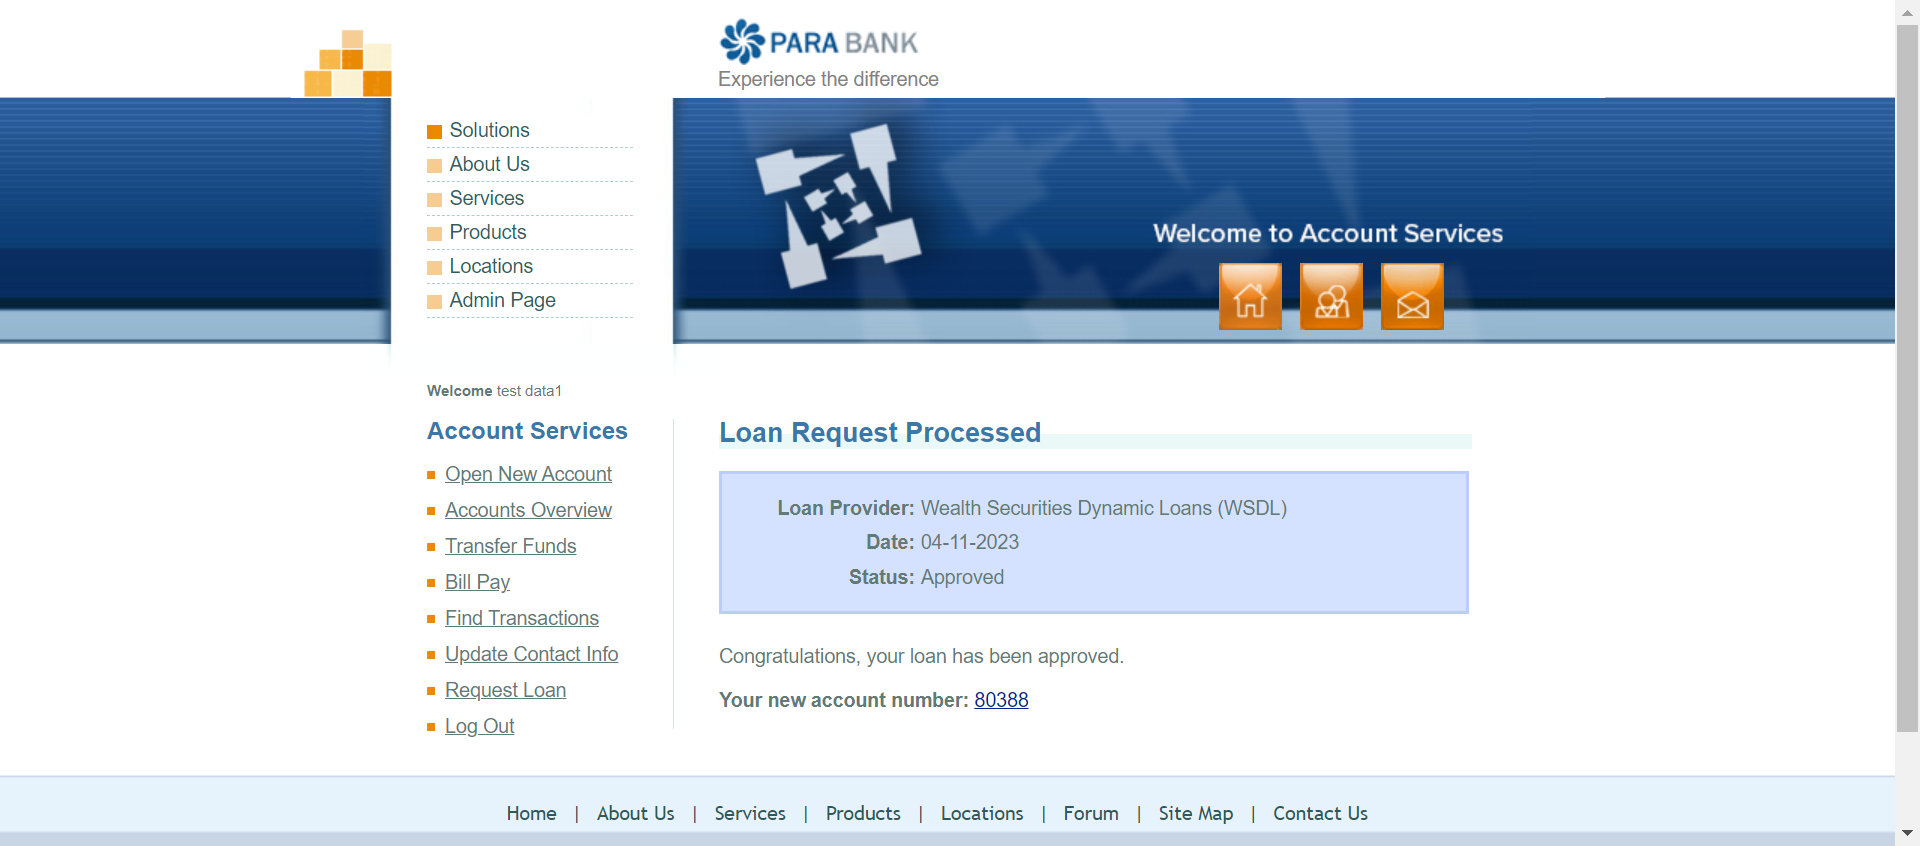 PARA BANK
Experience the difference
Solutions
About Us
Services
Products
Locations
Admin Page
Welcome to Account Services
Welcome test data1
Account Services
Open New Account
Accounts Overview
Transfer Funds
Bill Pay
Find Transactions
Update Contact Info
Request Loan
Log Out
Loan Request Processed
Loan Provider: Wealth Securities Dynamic Loans (WSDL)
Date: 04-11-2023
Status: Approved
Congratulations, your loan has been approved.
Your new account number: 80388
Home | About Us | Services | Products | Locations | Forum | Site Map | Contact Us